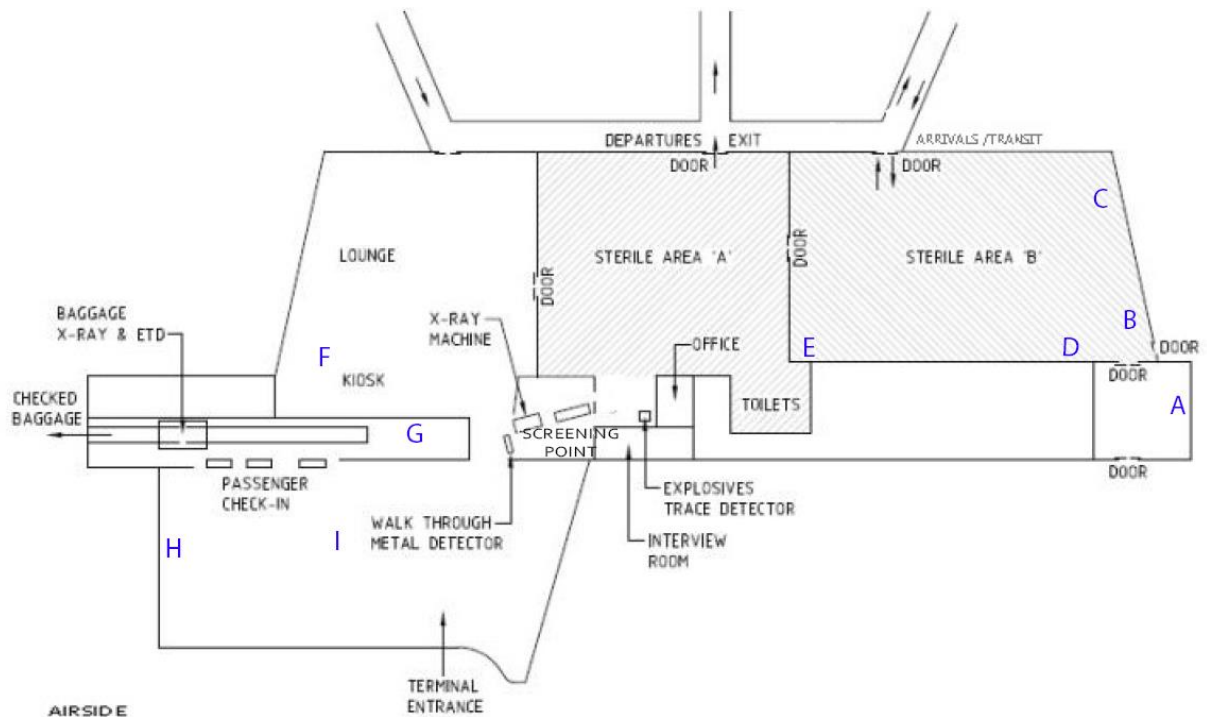 DEPARTURES EXIT
DOOR
ARRIVALS /TRANSIT
DOOR
C
LOUNGE
STERILE AREA 'A'
DOOR
STERILE AREA 'B'
DOOR
BAGGAGE
X-RAY & ETD
X-RAY
MACHINE
B
F
OFFICE
E
D
DOOR
KIOSK
DOOR
CHECKED
BAGGAGE
TOILETS
A
G
SCREENING
POINT
DOOR
PASSENGER
CHECK-IN
EXPLOSIVES
TRACE DETECTOR
WALK THROUGH
METAL DETECTOR
H
I
INTERVIEW
ROOM
TERMINAL
ENTRANCE
AIRSIDE